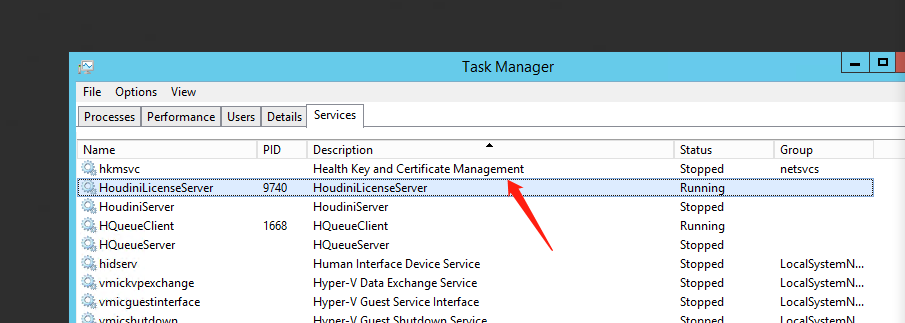 Task Manager
File Options View
Processes Performance Users Details Services
Name PID Description Status Group
hkmsvc Health Key and Certificate Management Stopped netsvcs
HoudiniLicenseServer 9740 HoudiniLicenseServer Running
HoudiniServer HoudiniServer Stopped
HQueueClient 1668 HQueueClient Running
HQueueServer HQueueServer Stopped
hidserv Human Interface Device Service Stopped LocalSystemN...
vmickvpexchange Hyper-V Data Exchange Service Stopped LocalSystemN...
vmicguestinterface Hyper-V Guest Service Interface Stopped LocalSystemN...
vmicshutdown Hyper-V Guest Shutdown Service Stopped LocalSystemN...